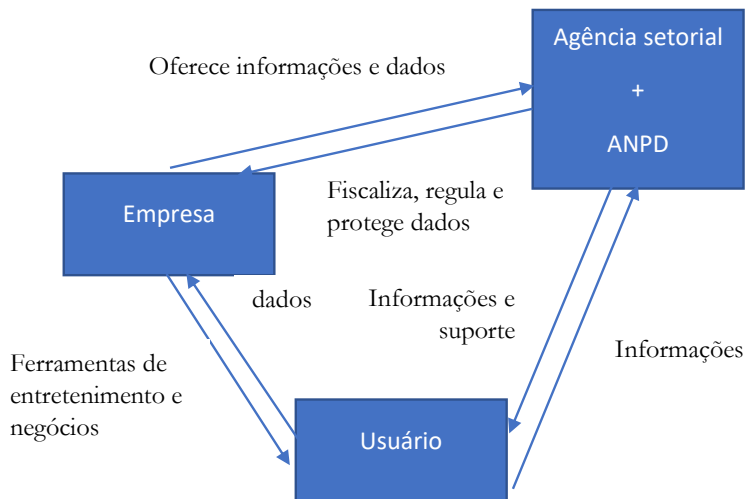 Agência setorial
+
ANPD
Oferece informações e dados
Fiscaliza, regula e
protege dados
Empresa
dados
Informações e
suporte
Informações
Ferramentas de
entretenimento e
negócios
Usuário